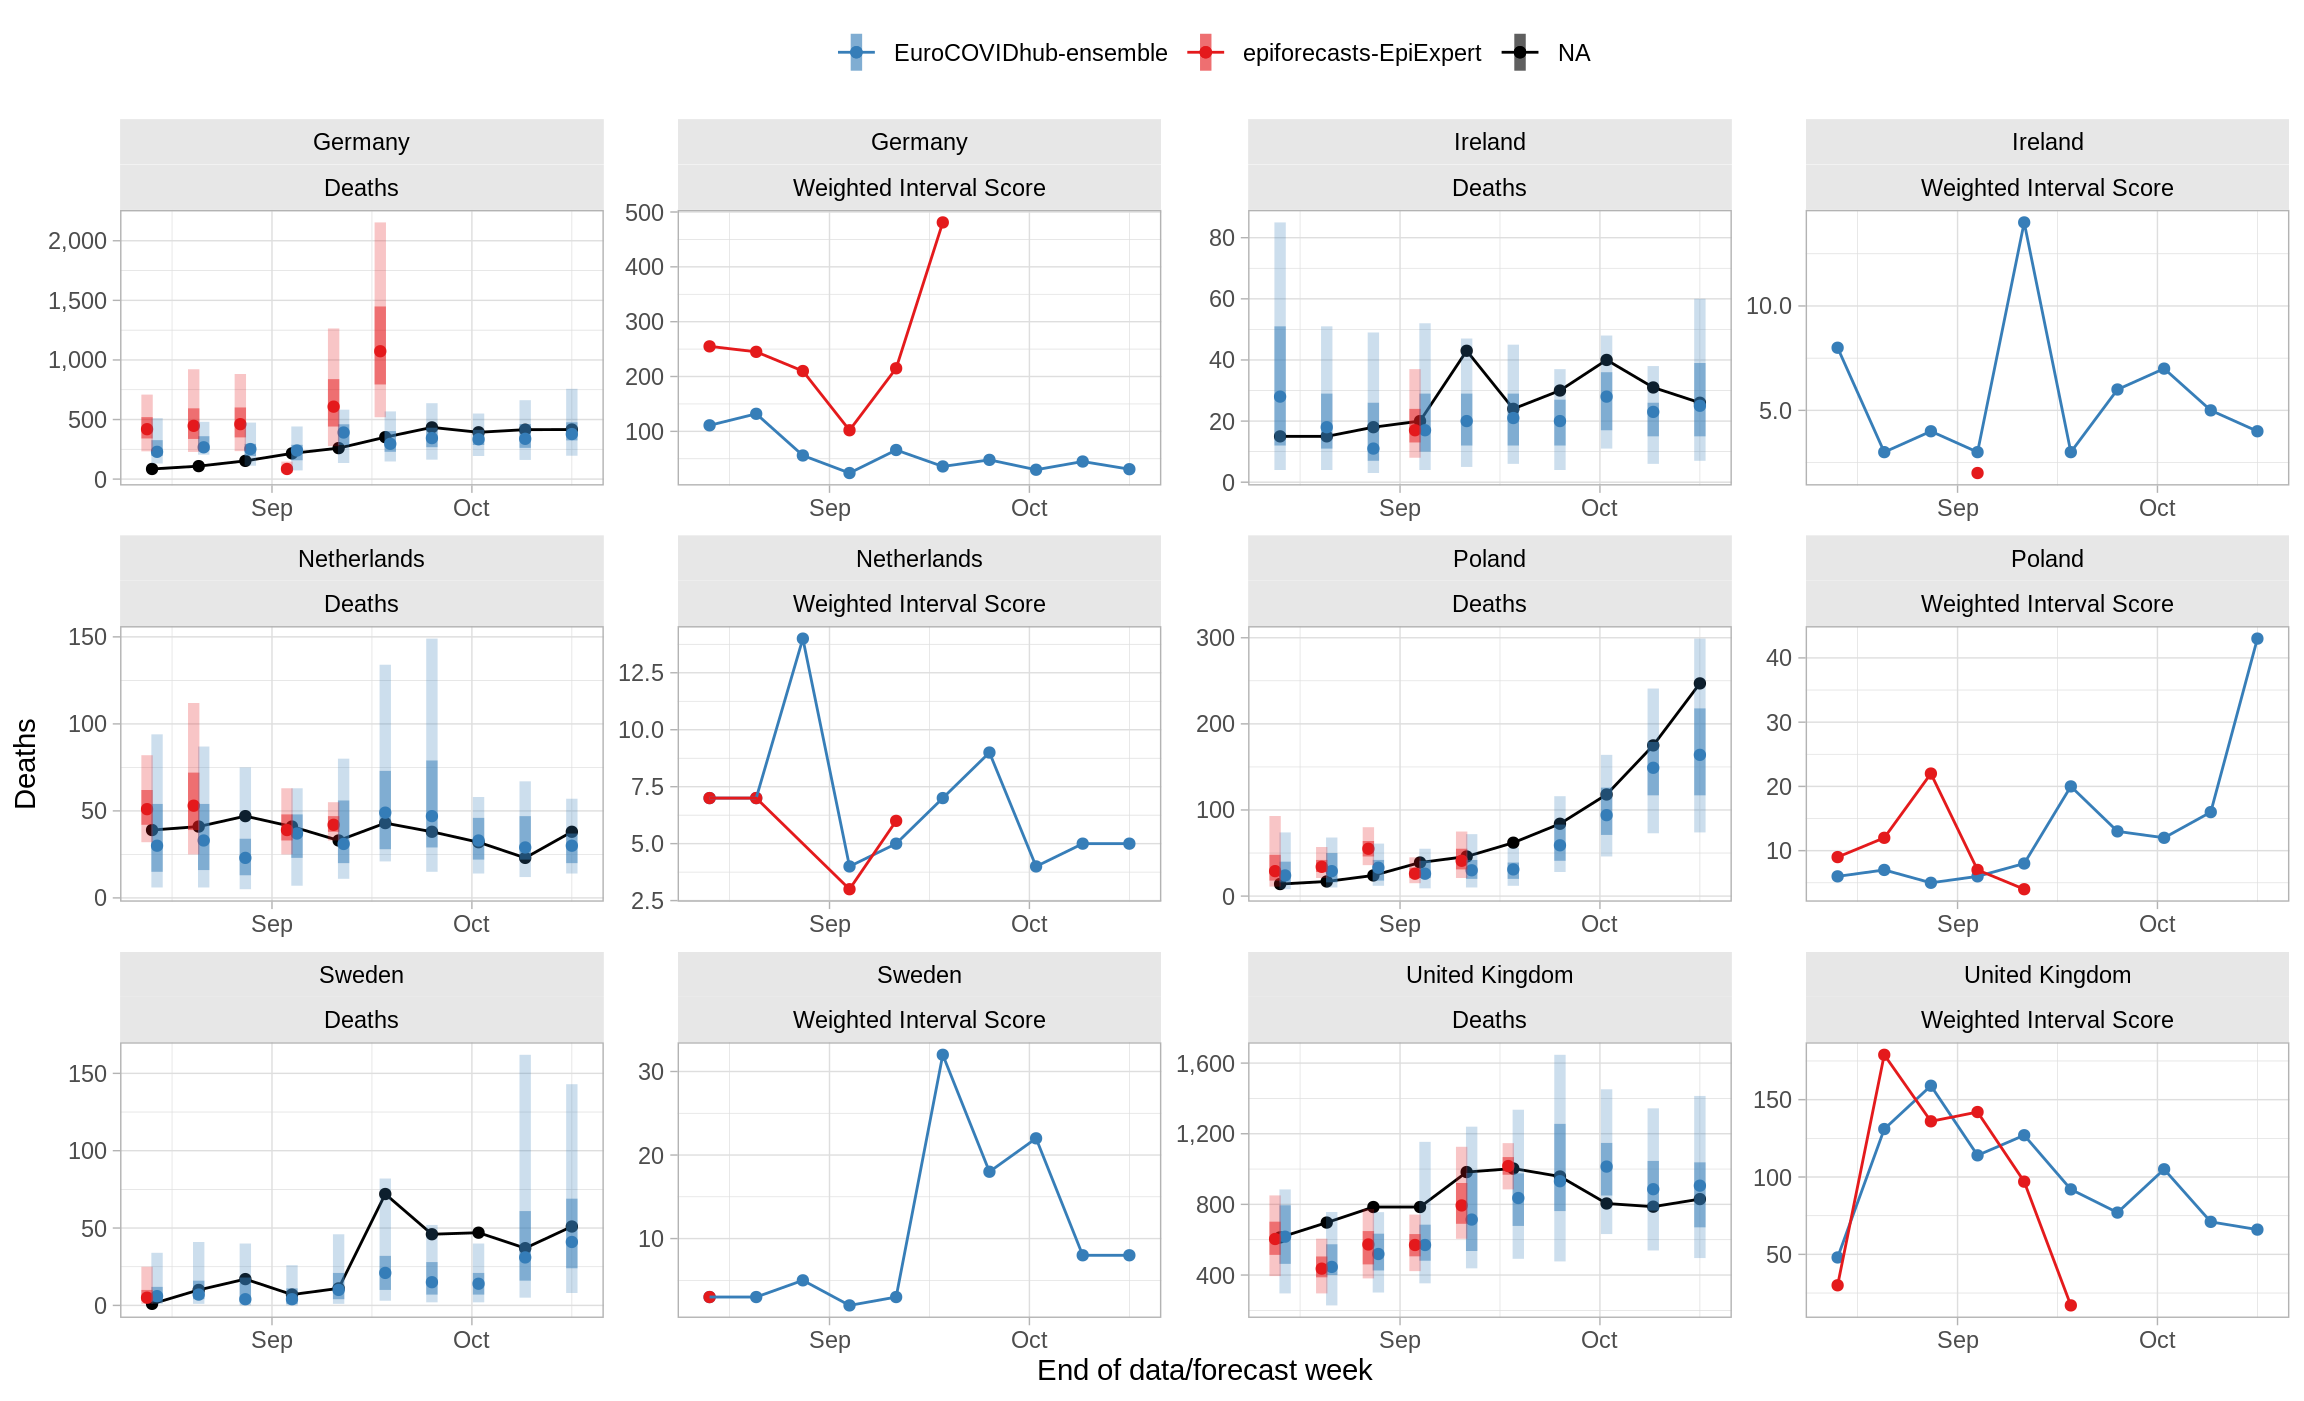 EuroCOVIDhub-ensemble epiforecasts-EpiExpert NA
Germany Germany Ireland Ireland
Deaths Weighted Interval Score Deaths Weighted Interval Score
2,000
1,500
1,000
500
0
Sep Oct
500
400
300
200
100
Sep Oct
80
60
40
20
0
Sep Oct
10.0
5.0
Sep Oct
Netherlands Netherlands Poland Poland
Deaths Weighted Interval Score Deaths Weighted Interval Score
150
100
50
0
Sep Oct
12.5
10.0
7.5
5.0
2.5
Sep Oct
300
200
100
0
Sep Oct
40
30
20
10
Sep Oct
Sweden Sweden United Kingdom United Kingdom
Deaths Weighted Interval Score Deaths Weighted Interval Score
150
100
50
0
Sep Oct
30
20
10
Sep Oct
1,600
1,200
800
400
Sep Oct
150
100
50
Sep Oct
Deaths
End of data/forecast week